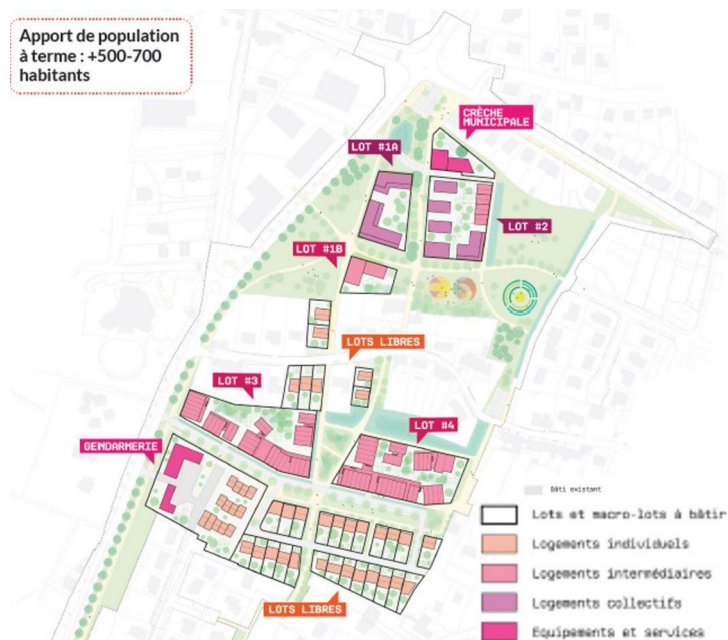 Apport de population
à terme : +500-700
habitants
CRÈCHE
MUNICIPALE
LOT #1A
LOT #2
LOT #1B
LOTS LIBRES
LOT #3
LOT #4
GENDARMERIE
LOTS LIBRES
Bâti existant
Lots et macro-lots à bâtir
Logements individuels
Logements intermédiaires
Logements collectifs
Equipements et services